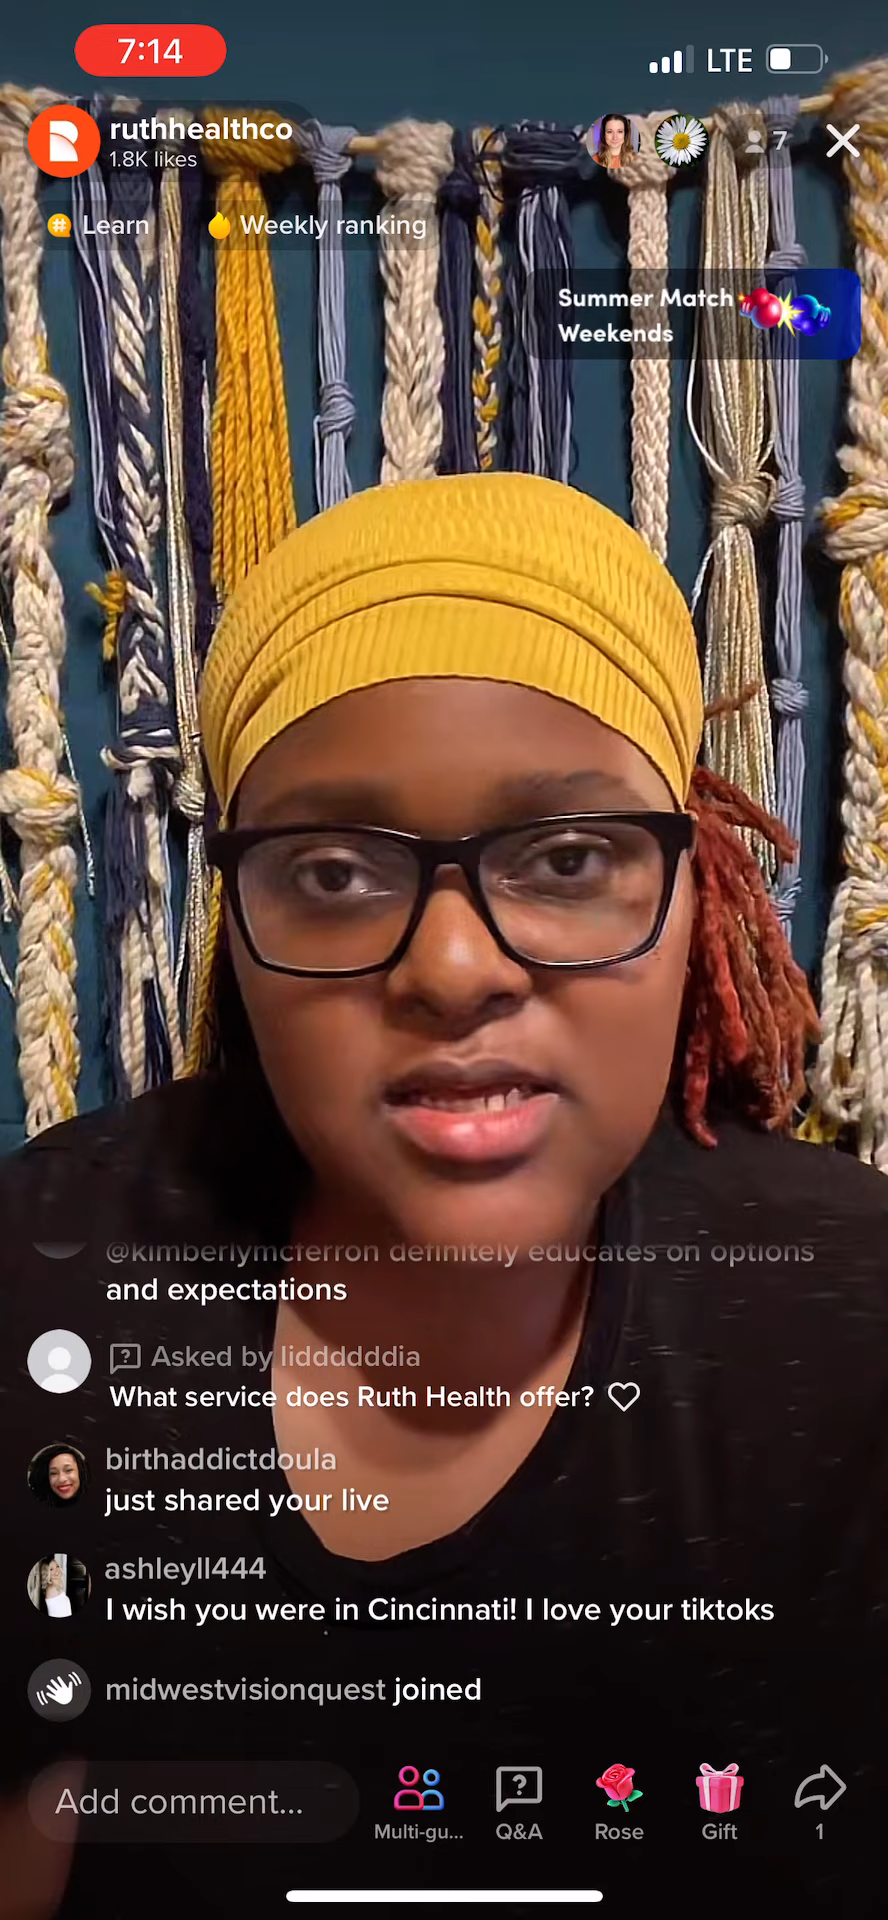 7:14
LTE
ruthhealthco
1.8K likes
7
Learn
Weekly ranking
Summer Match
Weekends
@kimberlymcferron definitely educates on options
and expectations
Asked by liddddddia
What service does Ruth Health offer?
birthaddictdoula
just shared your live
ashleyll444
I wish you were in Cincinnati! I love your tiktoks
midwestvisionquest joined
Add comment...
Multi-gu...
Q&A
Rose
Gift
1